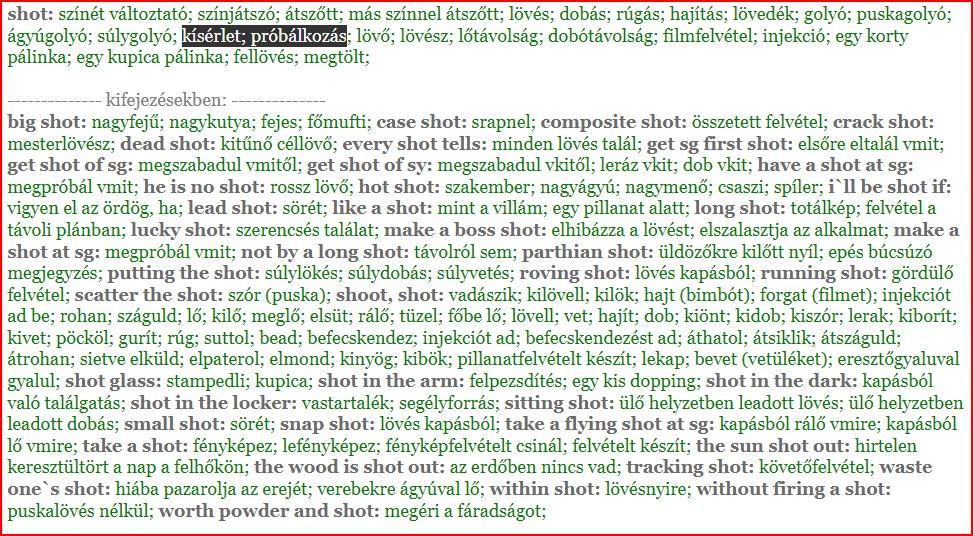 shot: színét változtató; színjátszó; átszőtt; más színnel átszőtt; lövés; dobás; rúgás; hajítás; lövedék; golyó; puskagolyó;
ágyúgolyó; súlygolyó; kísérlet; próbálkozás; lövő; lövész; lőtávolság; dobótávolság; filmfelvétel; injekció; egy korty
pálinka; egy kupica pálinka; fellövés; megtölt;
-------------- kifejezésekben: --------------
big shot: nagyfejű; nagykutya; fejes; főmufti; case shot: srapnel; composite shot: összetett felvétel; crack shot:
mesterlövész; dead shot: kitűnő céllövő; every shot tells: minden lövés talál; get sg first shot: elsőre eltalál vmit;
get shot of sg: megszabadul vmitől; get shot of sy: megszabadul vkitől; leráz vkit; dob vkit; have a shot at sg:
megpróbál vmit; he is no shot: rossz lövő; hot shot: szakember; nagyágyú; nagymenő; csaszi; spíler; i`ll be shot if:
vigyen el az ördög, ha; lead shot: sörét; like a shot: mint a villám; egy pillanat alatt; long shot: totálkép; felvétel a
távoli plánban; lucky shot: szerencsés találat; make a boss shot: elhibázza a lövést; elszalasztja az alkalmat; make a
shot at sg: megpróbál vmit; not by a long shot: távolról sem; parthian shot: üldözőkre kilőtt nyíl; epés búcsúzó
megjegyzés; putting the shot: súlylökés; súlydobás; súlyvetés; roving shot: lövés kapásból; running shot: gördülő
felvétel; scatter the shot: szór (puska); shoot, shot: vadászik; kilövell; kilök; hajt (bimbót); forgat (filmet); injekciót
ad be; rohan; száguld; lő; kilő; meglő; elsüt; rálő; tüzel; főbe lő; lövell; vet; hajít; dob; kiönt; kidob; kiszór; lerak; kiborít;
kivet; pöcköl; gurít; rúg; suttol; bead; befecskendez; injekciót ad; befecskendezést ad; áthatol; átsiklik; átszáguld;
átrohan; sietve elküld; elpaterol; elmond; kinyög; kibök; pillanatfelvételt készít; lekap; bevet (vetüléket); eresztőgyaluval
gyalul; shot glass: stampedli; kupica; shot in the arm: felpezsdítés; egy kis dopping; shot in the dark: kapásból
való találgatás; shot in the locker: vastartalék; segélyforrás; sitting shot: ülő helyzetben leadott lövés; ülő helyzetben
leadott dobás; small shot: sörét; snap shot: lövés kapásból; take a flying shot at sg: kapásból rálő vmire; kapásból
lő vmire; take a shot: fényképez; lefényképez; fényképfelvételt csinál; felvételt készít; the sun shot out: hirtelen
keresztültört a nap a felhőkön; the wood is shot out: az erdőben nincs vad; tracking shot: követőfelvétel; waste
one`s shot: hiába pazarolja az erejét; verebekre ágyúval lő; within shot: lövésnyire; without firing a shot:
puskalövés nélkül; worth powder and shot: megéri a fáradságot;